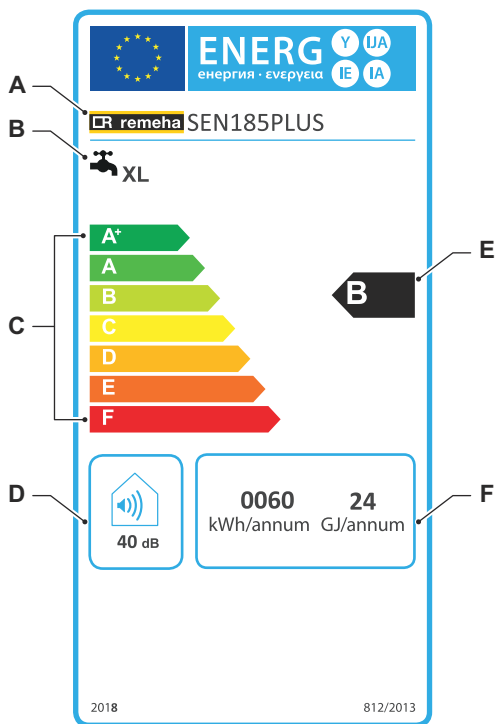 ENERG Y IJA
енергия · ενεργεια IE IA
A
remeha SEN185PLUS
B
XL
A+
A
E
B
B
C
C
D
E
F
D
F
0060 24
kWh/annum GJ/annum
40 dB
2018 812/2013